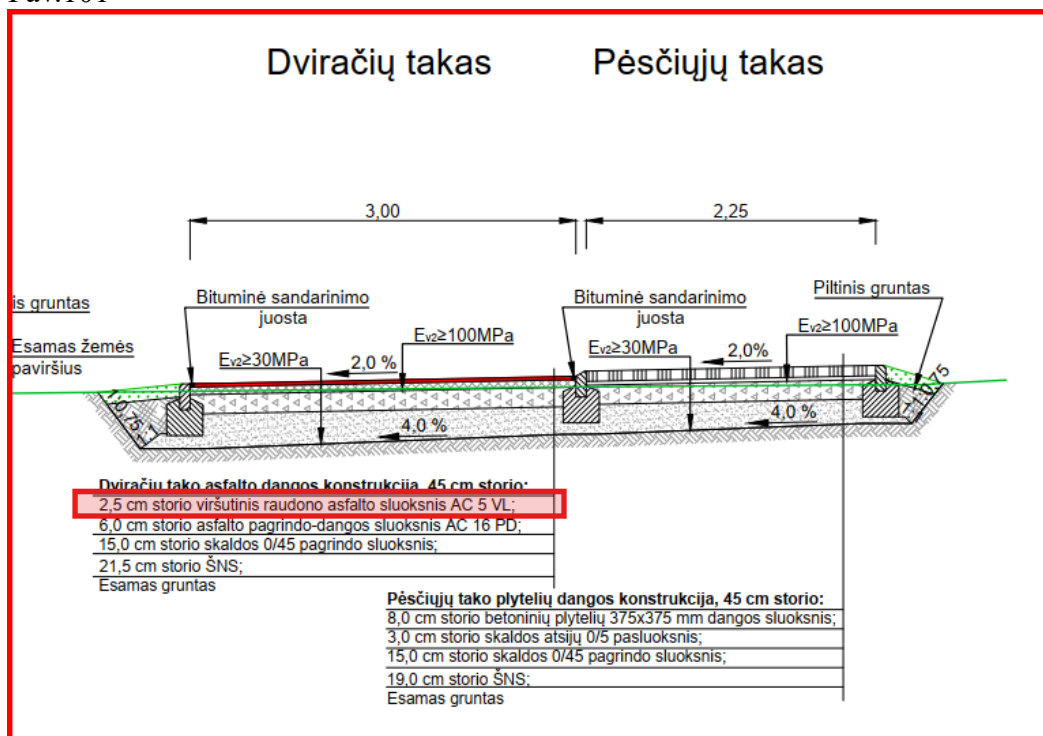 Dviračių takas
Pėsčiųjų takas
3,00
2,25
is gruntas
Bituminė sandarinimo
juosta
Bituminė sandarinimo
juosta
Piltinis gruntas
Esamas žemės
paviršius
Ev2≥30MPa
2,0 %
Ev2≥100MPa
Ev2≥30MPa
2,0%
Ev2≥100MPa
4,0 %
4,0 %
Dviračių tako asfalto dangos konstrukcija, 45 cm storio:
2,5 cm storio viršutinis raudono asfalto sluoksnis AC 5 VL;
6,0 cm storio asfalto pagrindo-dangos sluoksnis AC 16 PD;
15,0 cm storio skaldos 0/45 pagrindo sluoksnis;
21,5 cm storio ŠNS;
Esamas gruntas
Pėsčiųjų tako plytelių dangos konstrukcija, 45 cm storio:
8,0 cm storio betoninių plytelių 375x375 mm dangos sluoksnis;
3,0 cm storio skaldos atsijų 0/5 pasluoksnis;
15,0 cm storio skaldos 0/45 pagrindo sluoksnis;
19,0 cm storio ŠNS;
Esamas gruntas